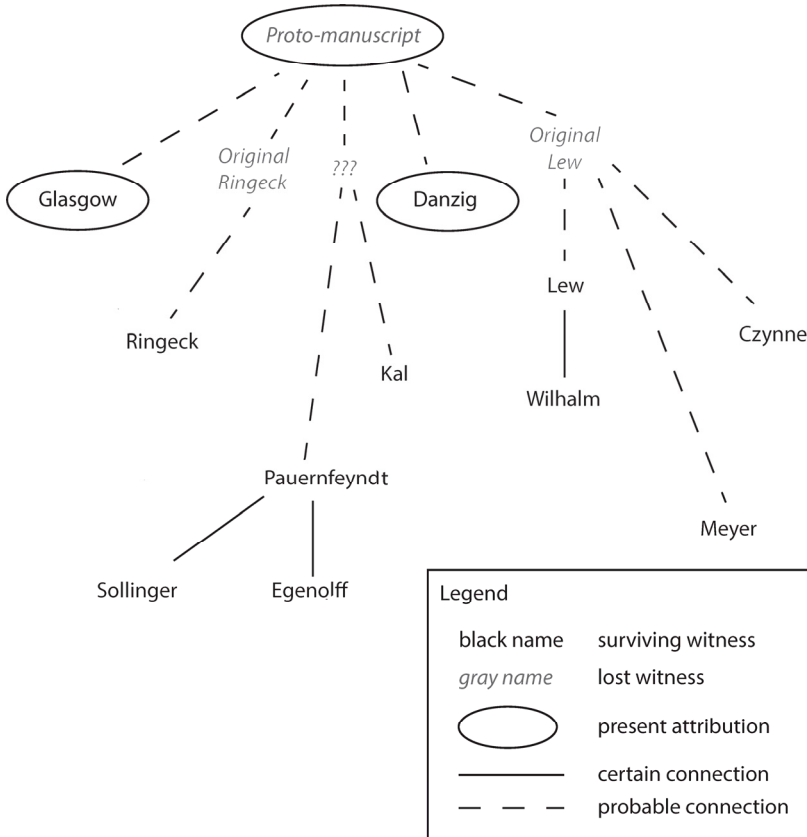 Proto-manuscript
Original
Ringeck
???
Original
Lew
Glasgow
Danzig
Lew
Ringeck
Czynne
Kal
Wilhalm
Pauernfeyndt
Meyer
Sollinger
Egenolff
Legend
black name surviving witness
gray name lost witness
present attribution
certain connection
probable connection